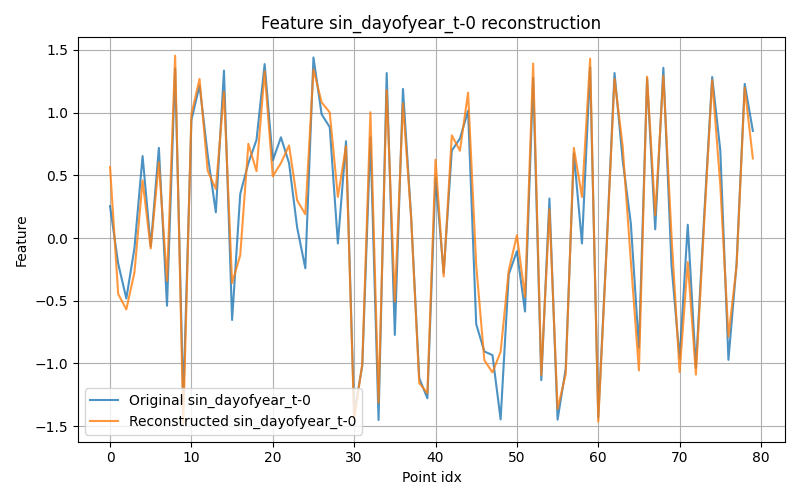 Feature sin_dayofyear_t-0 reconstruction
1.5
1.0
0.5
0.0
−0.5
−1.0
−1.5
Feature
Original sin_dayofyear_t-0
Reconstructed sin_dayofyear_t-0
0 10 20 30 40 50 60 70 80
Point idx